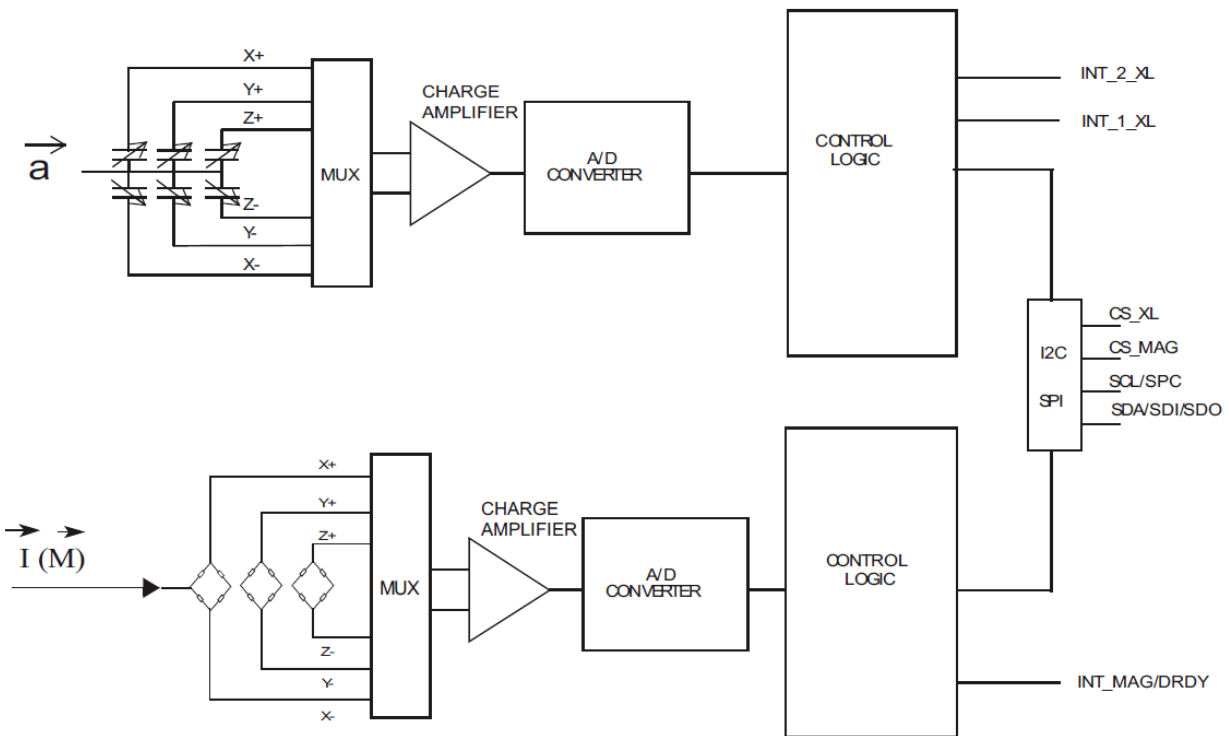 X+
Y+
Z+
a
Z-
Y-
X-
MUX
CHARGE
AMPLIFIER
A/D
CONVERTER
CONTROL
LOGIC
INT_2_XL
INT_1_XL
I2C
SPI
CS_XL
CS_MAG
SCL/SPC
SDA/SDI/SDO
X+
Y+
Z+
I (M)
Z-
Y-
X-
MUX
CHARGE
AMPLIFIER
A/D
CONVERTER
CONTROL
LOGIC
INT_MAG/DRDY